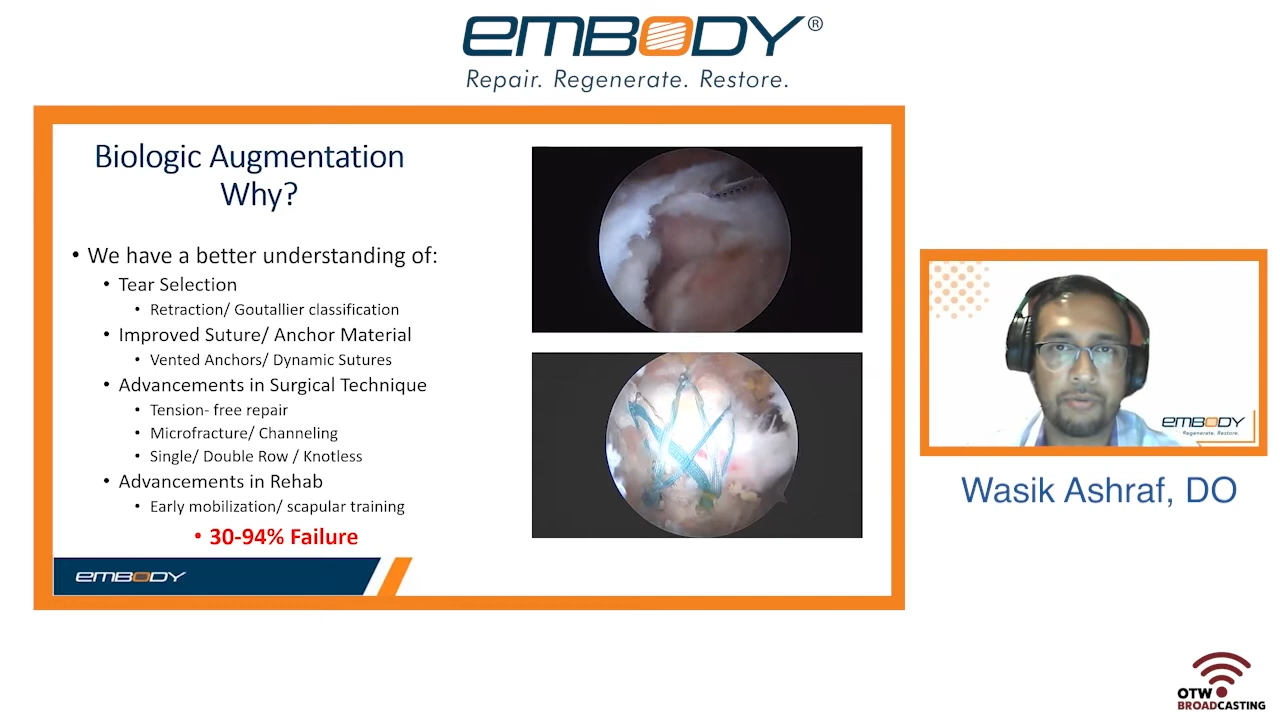 EMBODY®
Repair. Regenerate. Restore.
Biologic Augmentation
Why?
• We have a better understanding of:
• Tear Selection
• Retraction/ Goutallier classification
• Improved Suture/ Anchor Material
• Vented Anchors/ Dynamic Sutures
• Advancements in Surgical Technique
• Tension- free repair
• Microfracture/ Channeling
• Single/ Double Row / Knotless
• Advancements in Rehab
• Early mobilization/ scapular training
• 30-94% Failure
EMBODY
EMBODY
Regenerate. Restore.
Wasik Ashraf, DO
OTW
BROADCASTING